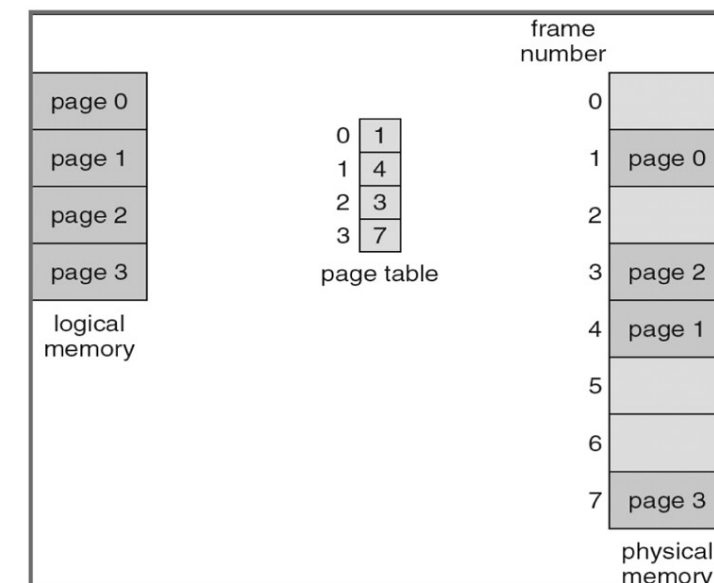 frame
number
page 0
page 1
page 2
page 3
logical
memory
0 1
1 4
2 3
3 7
page table
0
1 page 0
2
3 page 2
4 page 1
5
6
7 page 3
physical
memory